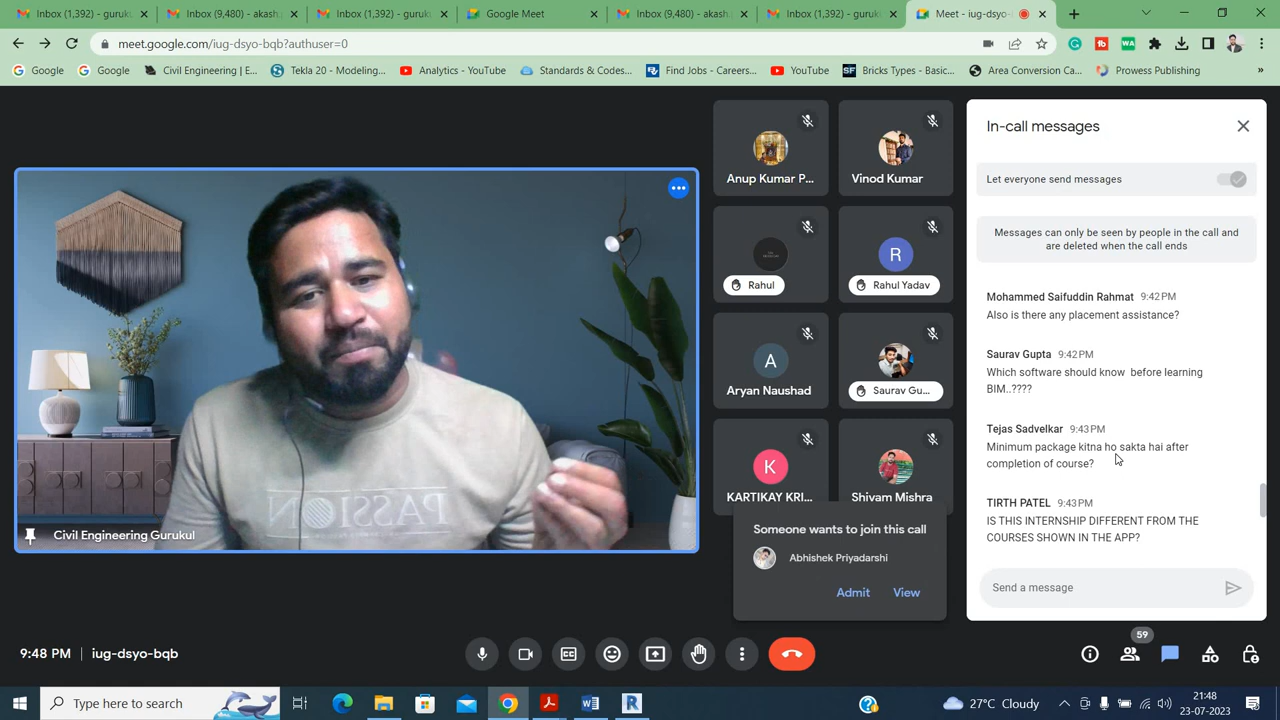 Inbox (1,392) - guruku
Inbox (9,480) - akash.
Inbox (1,392) - guruku
Google Meet
Inbox (9,480) - akash.
Inbox (1,392) - guruku
Meet - iug-dsyo-
meet.google.com/iug-dsyo-bqb?authuser=0
Google
Google
Civil Engineering | E...
Tekla 20 - Modeling...
Analytics - YouTube
Standards & Codes...
Find Jobs - Careers...
YouTube
SF
Bricks Types - Basic...
Area Conversion Ca...
Prowess Publishing
»
In-call messages
Let everyone send messages
Messages can only be seen by people in the call and
are deleted when the call ends
Mohammed Saifuddin Rahmat 9:42 PM
Also is there any placement assistance?
Saurav Gupta 9:42 PM
Which software should know before learning
BIM..????
Tejas Sadvelkar 9:43 PM
Minimum package kitna ho sakta hai after
completion of course?
TIRTH PATEL 9:43 PM
IS THIS INTERNSHIP DIFFERENT FROM THE
COURSES SHOWN IN THE APP?
Send a message
Anup Kumar P...
Vinod Kumar
Rahul
R
Rahul Yadav
A
Aryan Naushad
Saurav Gu...
K
KARTIKAY KRI...
Shivam Mishra
Someone wants to join this call
Abhishek Priyadarshi
Admit
View
PASSION
Civil Engineering Gurukul
9:48 PM
iug-dsyo-bqb
59
Type here to search
27°C Cloudy
21:48
23-07-2023